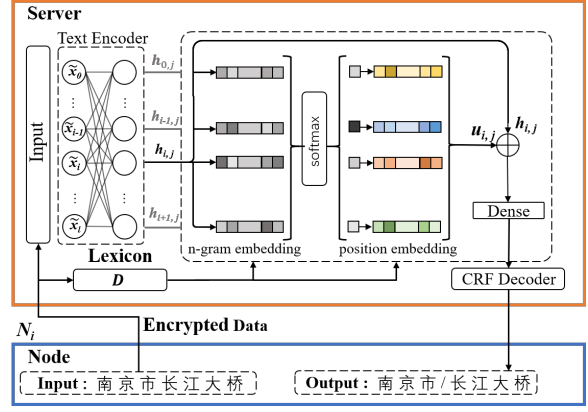 Server
Text Encoder
Input
x̃₀
x̃ᵢ₋₁
x̃ᵢ
x̃ₜ
...
...
h₀,ⱼ
hᵢ₋₁,ⱼ
hᵢ,ⱼ
hᵢ₊₁,ⱼ
softmax
uᵢ,ⱼ
hᵢ,ⱼ
Dense
n-gram embedding
position embedding
Lexicon
D
CRF Decoder
Nᵢ
Encrypted Data
Node
Input : 南京市长江大桥
Output : 南京市/长江大桥